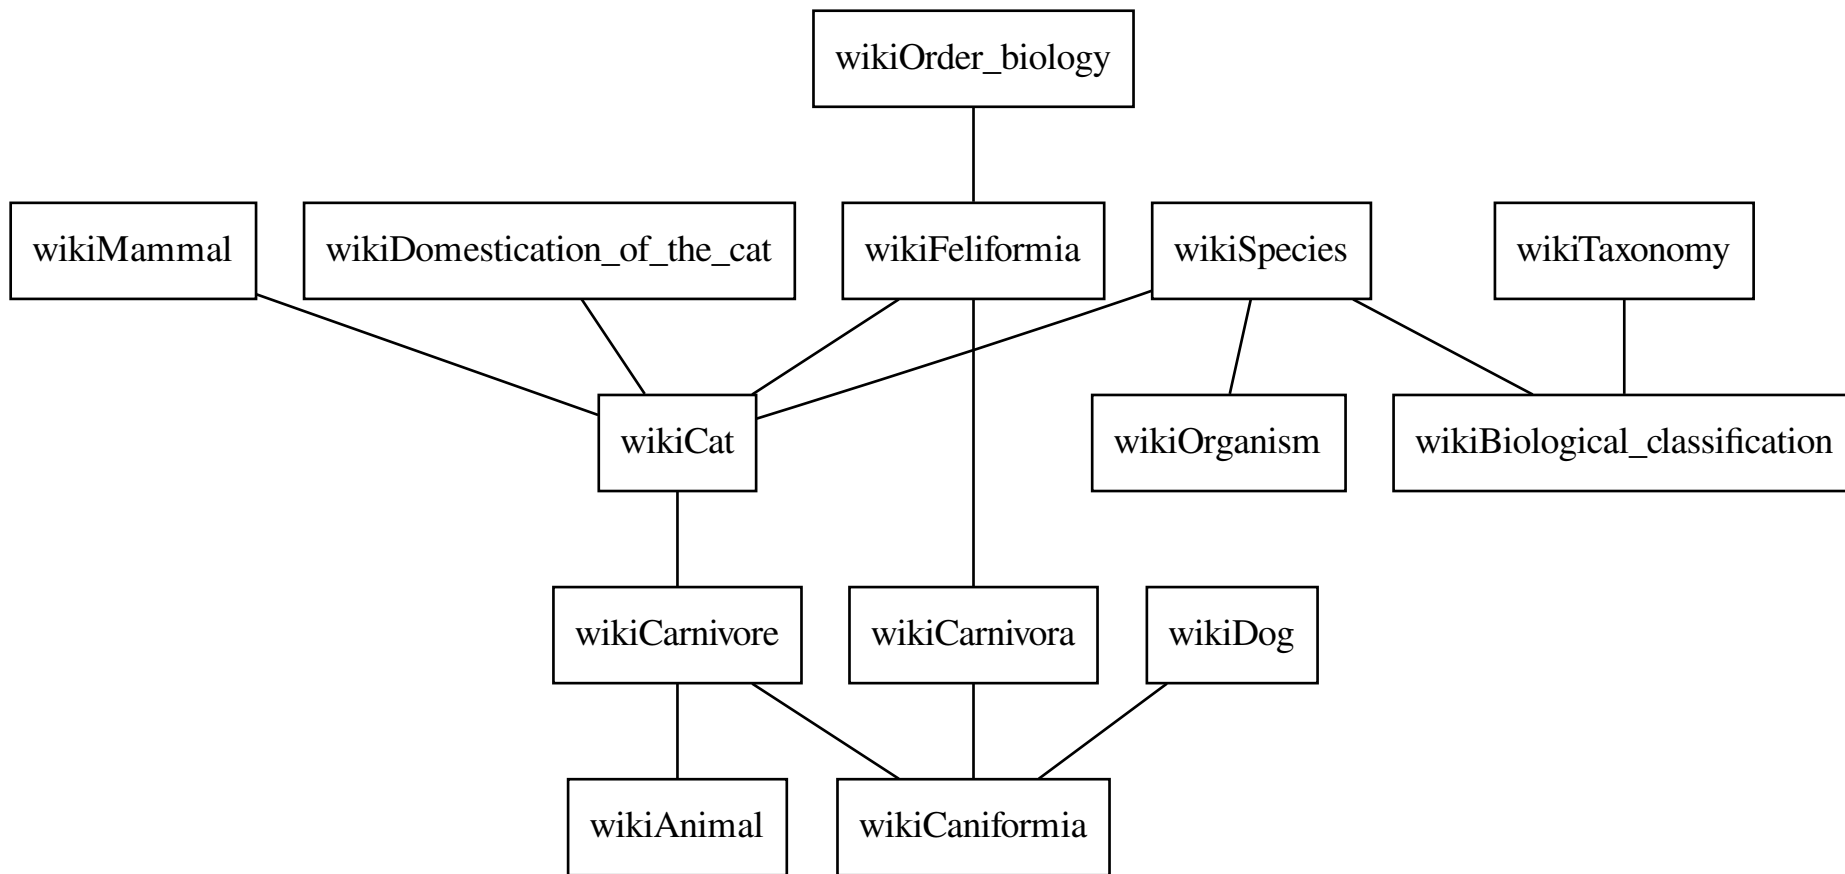 wikiOrder_biology
wikiMammal
wikiDomestication_of_the_cat
wikiFeliformia
wikiSpecies
wikiTaxonomy
wikiCat
wikiOrganism
wikiBiological_classification
wikiCarnivore
wikiCarnivora
wikiDog
wikiAnimal
wikiCaniformia